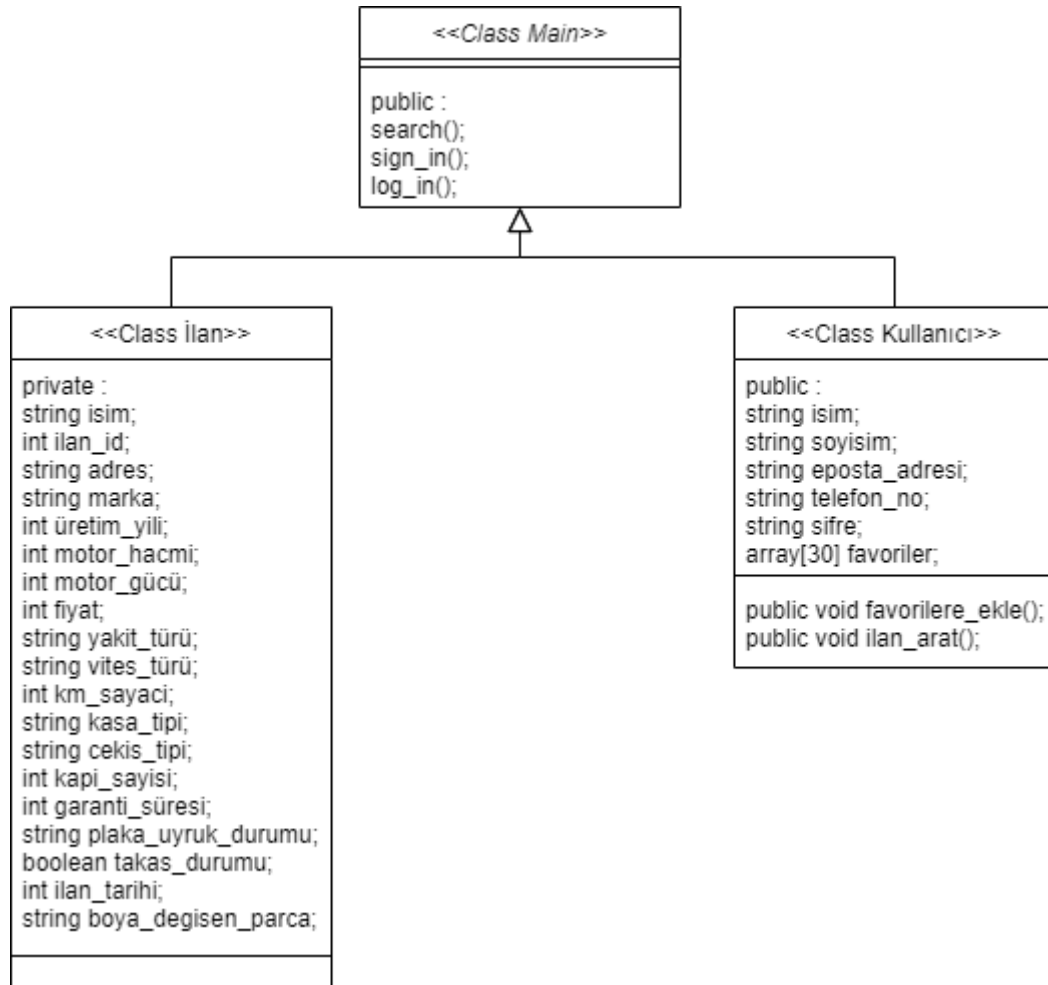 <<Class Main>>
public :
search();
sign_in();
log_in();
<<Class İlan>>
private :
string isim;
int ilan_id;
string adres;
string marka;
int üretim_yili;
int motor_hacmi;
int motor_gücü;
int fiyat;
string yakit_türü;
string vites_türü;
int km_sayaci;
string kasa_tipi;
string cekis_tipi;
int kapi_sayisi;
int garanti_süresi;
string plaka_uyruk_durumu;
boolean takas_durumu;
int ilan_tarihi;
string boya_degisen_parca;
<<Class Kullanıcı>>
public :
string isim;
string soyisim;
string eposta_adresi;
string telefon_no;
string sifre;
array[30] favoriler;
public void favorilere_ekle();
public void ilan_arat();